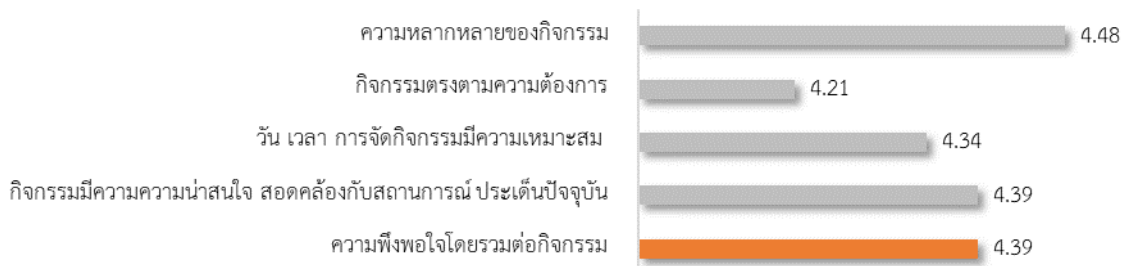 ความหลากหลายของกิจกรรม 4.48
กิจกรรมตรงตามความต้องการ 4.21
วัน เวลา การจัดกิจกรรมมีความเหมาะสม 4.34
กิจกรรมมีความความน่าสนใจ สอดคล้องกับสถานการณ์ ประเด็นปัจจุบัน 4.39
ความพึงพอใจโดยรวมต่อกิจกรรม 4.39